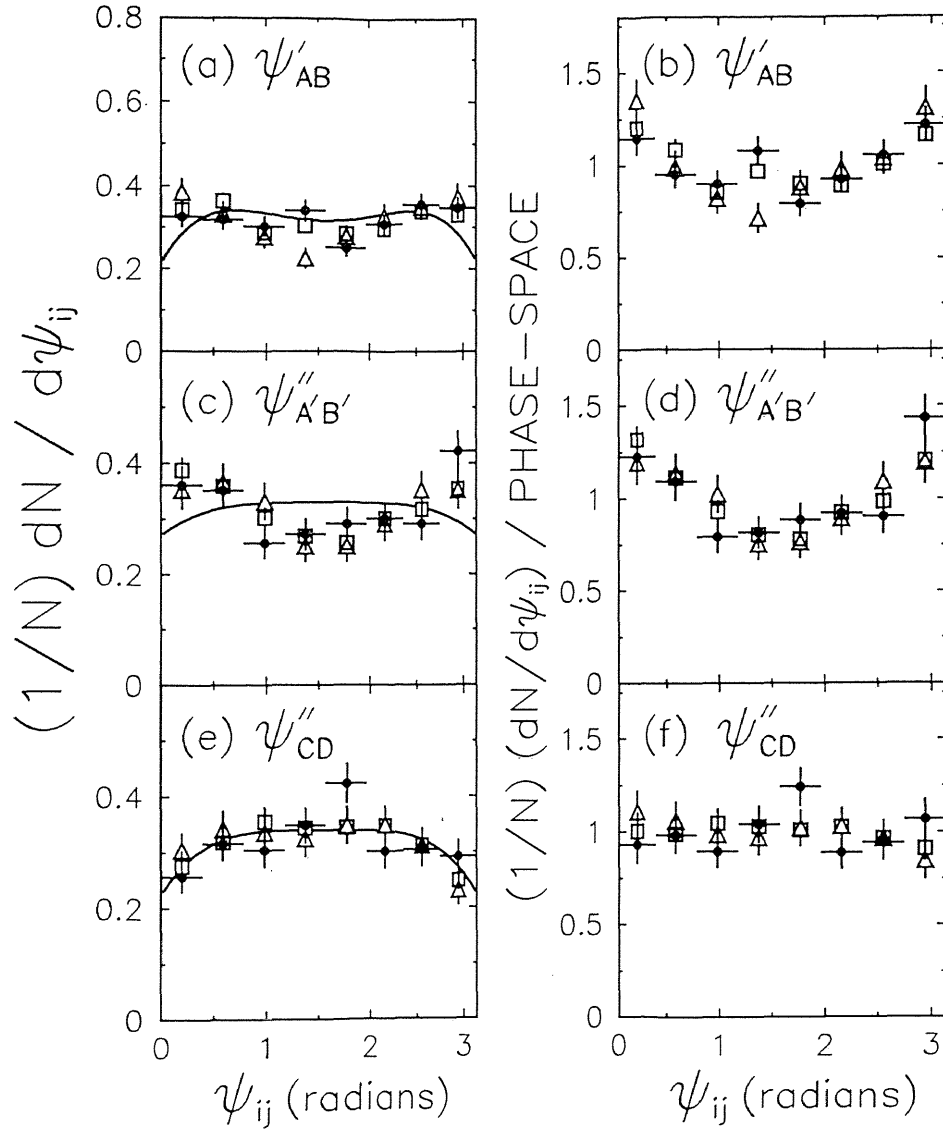 (1/N) dN / dψij
0.8
0.6
0.4
0.2
0
(a) ψ′AB
0.4
0.2
0
(c) ψ″A′B′
0.4
0.2
0
(e) ψ″CD
0 1 2 3
ψij (radians)
(1/N) (dN/dψij) / PHASE–SPACE
1.5
1
0.5
0
(b) ψ′AB
1.5
1
0.5
0
(d) ψ″A′B′
1.5
1
0.5
0
(f) ψ″CD
0 1 2 3
ψij (radians)